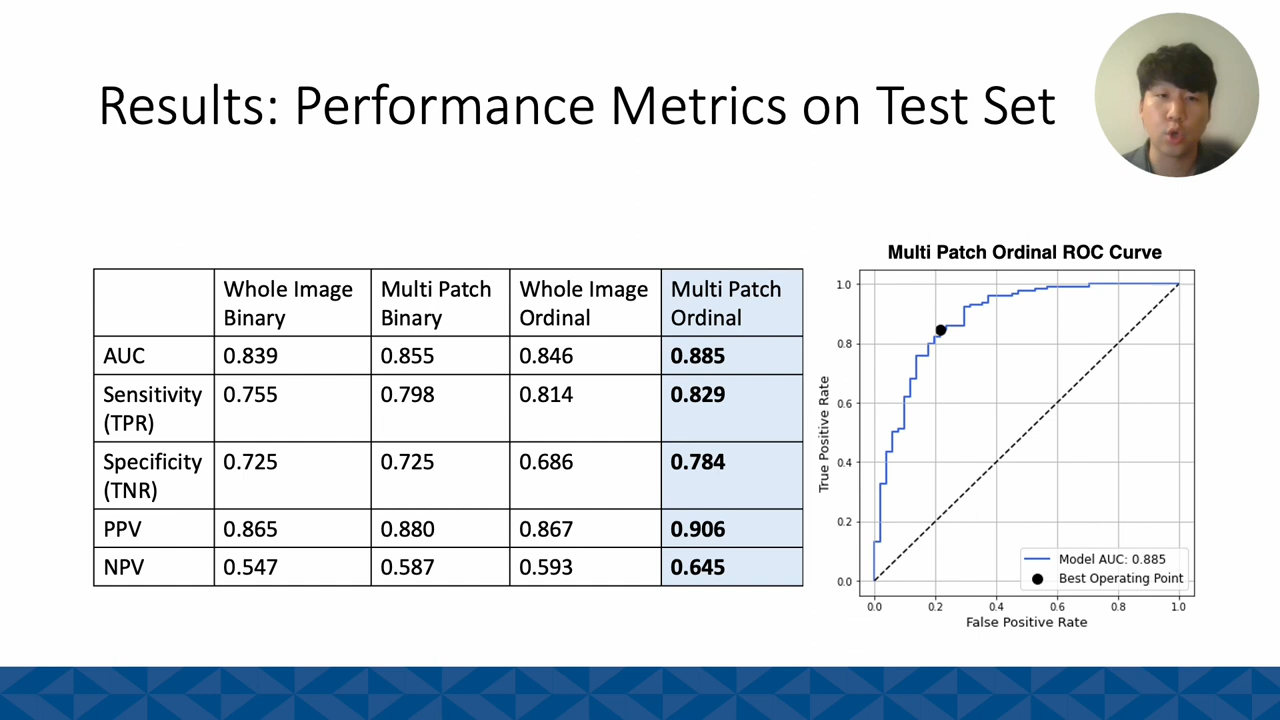 Results: Performance Metrics on Test Set
Whole Image Binary
Multi Patch Binary
Whole Image Ordinal
Multi Patch Ordinal
AUC 0.839 0.855 0.846 0.885
Sensitivity (TPR) 0.755 0.798 0.814 0.829
Specificity (TNR) 0.725 0.725 0.686 0.784
PPV 0.865 0.880 0.867 0.906
NPV 0.547 0.587 0.593 0.645
Multi Patch Ordinal ROC Curve
True Positive Rate
1.0
0.8
0.6
0.4
0.2
0.0
Model AUC: 0.885
Best Operating Point
0.0 0.2 0.4 0.6 0.8 1.0
False Positive Rate